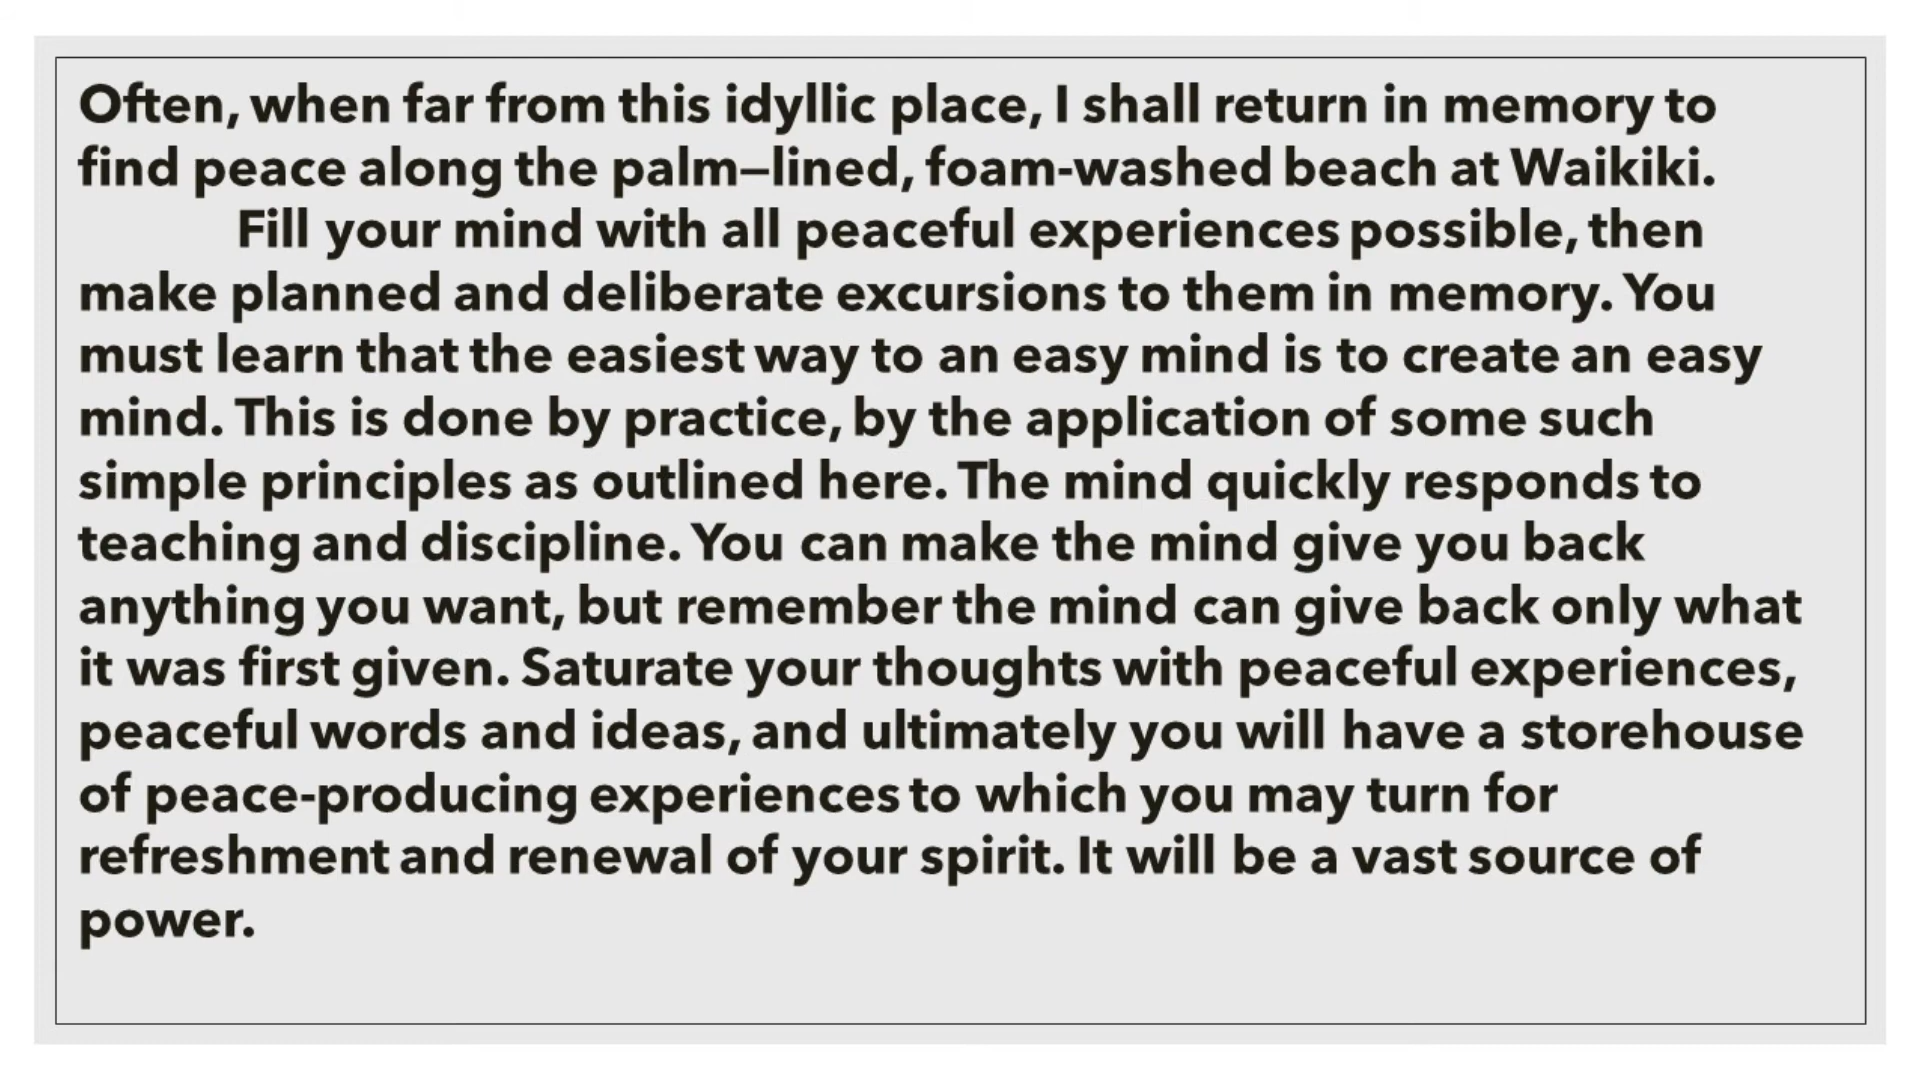 Often, when far from this idyllic place, I shall return in memory to
find peace along the palm–lined, foam-washed beach at Waikiki.
Fill your mind with all peaceful experiences possible, then
make planned and deliberate excursions to them in memory. You
must learn that the easiest way to an easy mind is to create an easy
mind. This is done by practice, by the application of some such
simple principles as outlined here. The mind quickly responds to
teaching and discipline. You can make the mind give you back
anything you want, but remember the mind can give back only what
it was first given. Saturate your thoughts with peaceful experiences,
peaceful words and ideas, and ultimately you will have a storehouse
of peace-producing experiences to which you may turn for
refreshment and renewal of your spirit. It will be a vast source of
power.